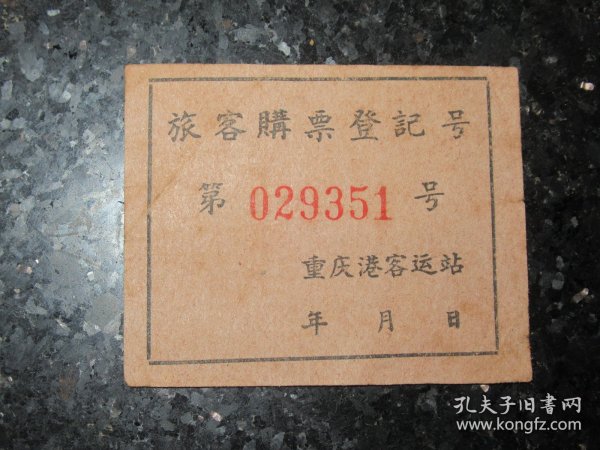 旅客購票登記号
第 029351 号
重庆港客运站
年 月 日
孔夫子旧書网
www.kongfz.com